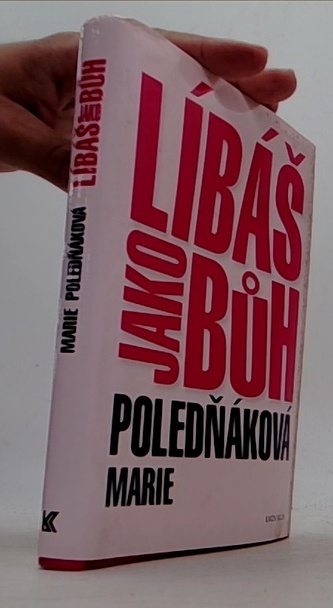 LÍBÁŠ
JAKO
BŮH
POLEDŇÁKOVÁ
MARIE
MARIE POLEDŇÁKOVÁ LÍBÁŠ JAKO BŮH